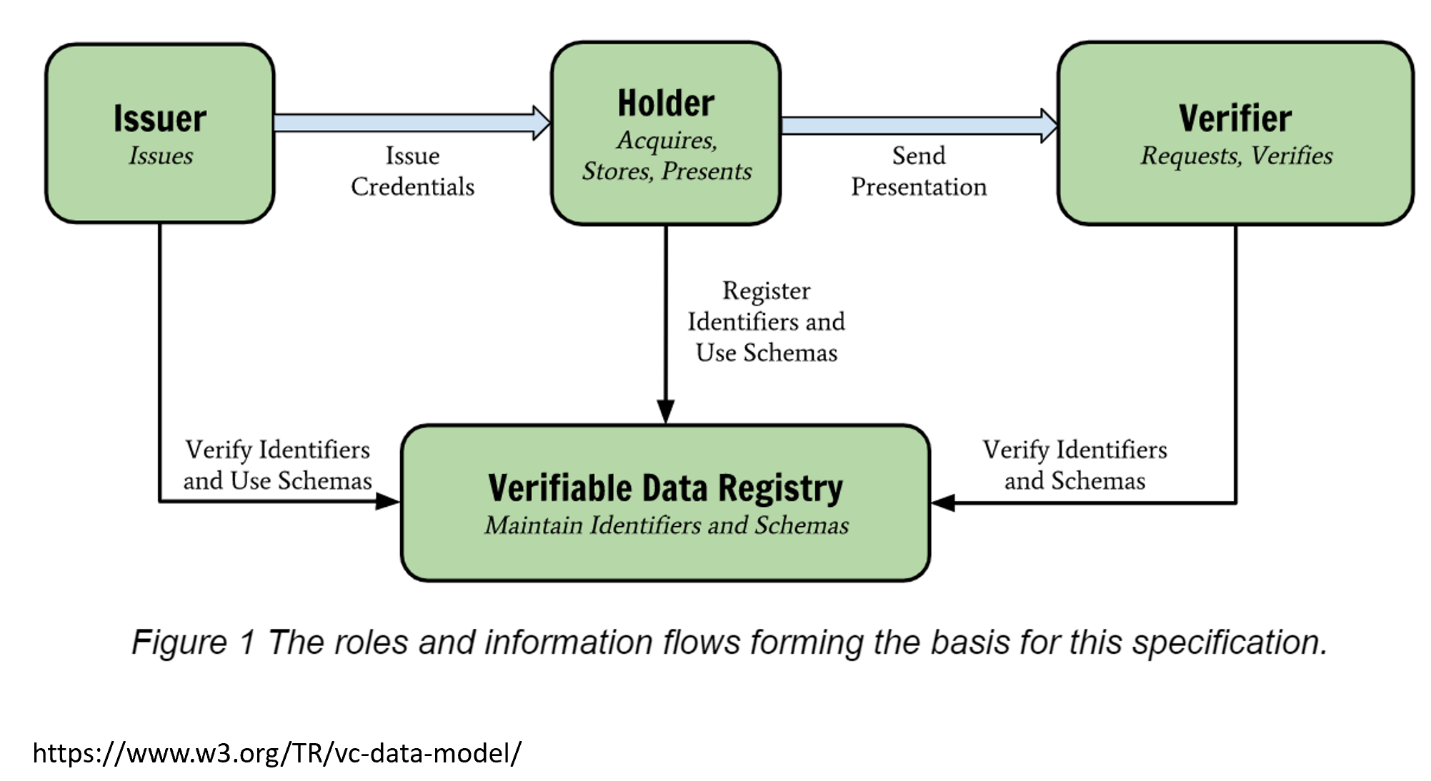 Issuer
Issues
Issue
Credentials
Holder
Acquires,
Stores, Presents
Send
Presentation
Verifier
Requests, Verifies
Register
Identifiers and
Use Schemas
Verify Identifiers
and Use Schemas
Verify Identifiers
and Schemas
Verifiable Data Registry
Maintain Identifiers and Schemas
Figure 1 The roles and information flows forming the basis for this specification.
https://www.w3.org/TR/vc-data-model/